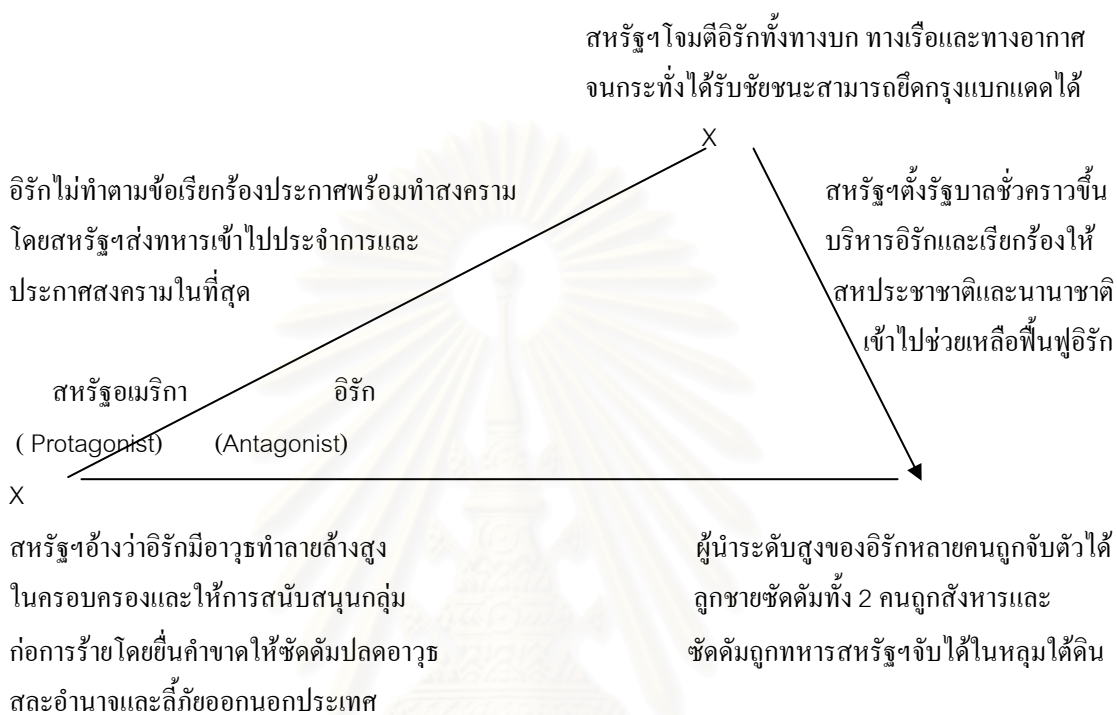 สหรัฐฯโจมตีอิรักทั้งทางบก ทางเรือและทางอากาศ
จนกระทั่งได้รับชัยชนะสามารถยึดกรุงแบกแดดได้
X
อิรักไม่ทำตามข้อเรียกร้องประกาศพร้อมทำสงคราม
โดยสหรัฐฯส่งทหารเข้าไปประจำการและ
ประกาศสงครามในที่สุด
สหรัฐฯตั้งรัฐบาลชั่วคราวขึ้น
บริหารอิรักและเรียกร้องให้
สหประชาชาติและนานาชาติ
เข้าไปช่วยเหลือฟื้นฟูอิรัก
สหรัฐอเมริกา อิรัก
( Protagonist) (Antagonist)
X
สหรัฐฯอ้างว่าอิรักมีอาวุธทำลายล้างสูง
ในครอบครองและให้การสนับสนุนกลุ่ม
ก่อการร้ายโดยยื่นคำขาดให้ซัดดัมปลดอาวุธ
สละอำนาจและลี้ภัยออกนอกประเทศ
ผู้นำระดับสูงของอิรักหลายคนถูกจับตัวได้
ลูกชายซัดดัมทั้ง 2 คนถูกสังหารและ
ซัดดัมถูกทหารสหรัฐฯจับได้ในหลุมใต้ดิน